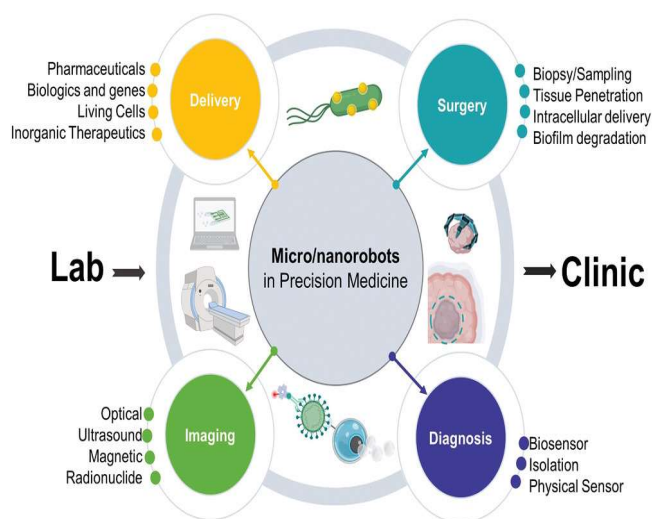 Pharmaceuticals
Biologics and genes
Living Cells
Inorganic Therapeutics
Delivery
Surgery
Biopsy/Sampling
Tissue Penetration
Intracellular delivery
Biofilm degradation
Lab
Micro/nanorobots
in Precision Medicine
Clinic
Optical
Ultrasound
Magnetic
Radionuclide
Imaging
Diagnosis
Biosensor
Isolation
Physical Sensor